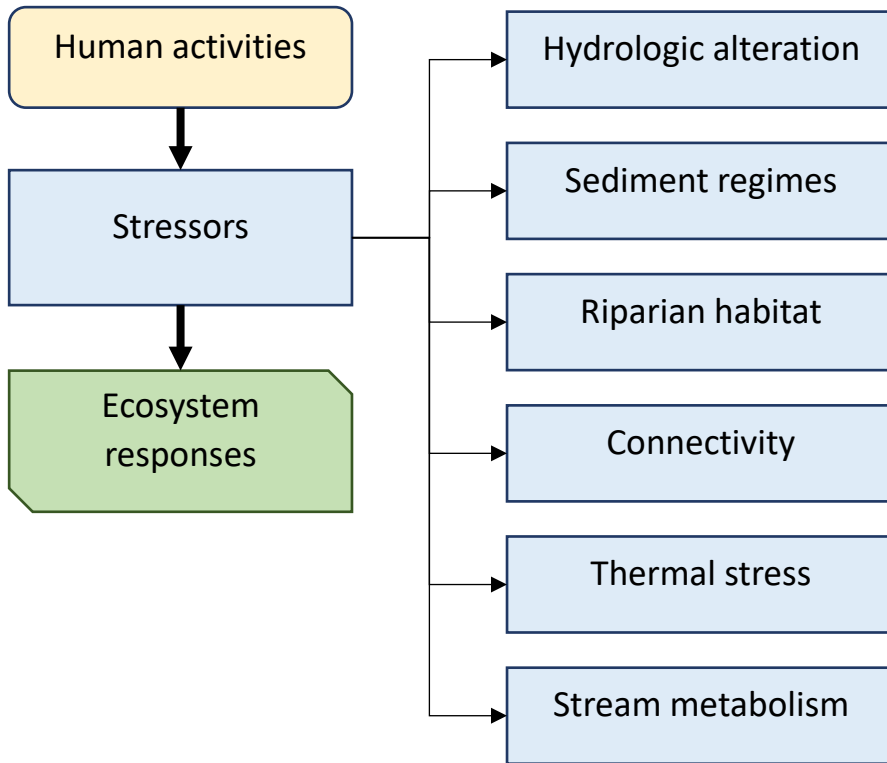 Human activities
Stressors
Ecosystem
responses
Hydrologic alteration
Sediment regimes
Riparian habitat
Connectivity
Thermal stress
Stream metabolism